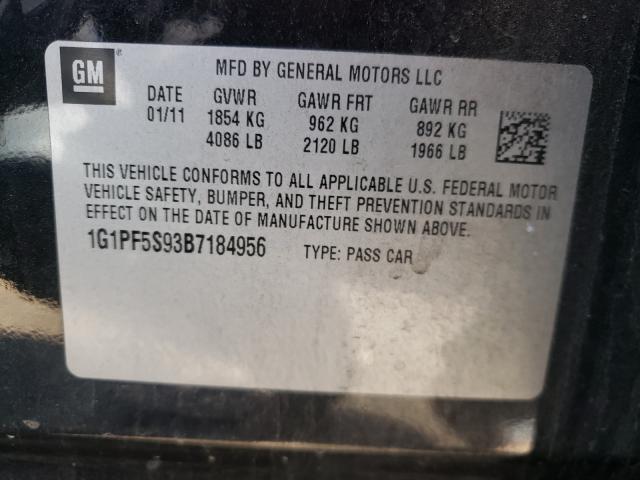 GM
®
MFD BY GENERAL MOTORS LLC
DATE GVWR GAWR FRT GAWR RR
01/11 1854 KG 962 KG 892 KG
4086 LB 2120 LB 1966 LB
THIS VEHICLE CONFORMS TO ALL APPLICABLE U.S. FEDERAL MOTOR
VEHICLE SAFETY, BUMPER, AND THEFT PREVENTION STANDARDS IN
EFFECT ON THE DATE OF MANUFACTURE SHOWN ABOVE.
1G1PF5S93B7184956 TYPE: PASS CAR